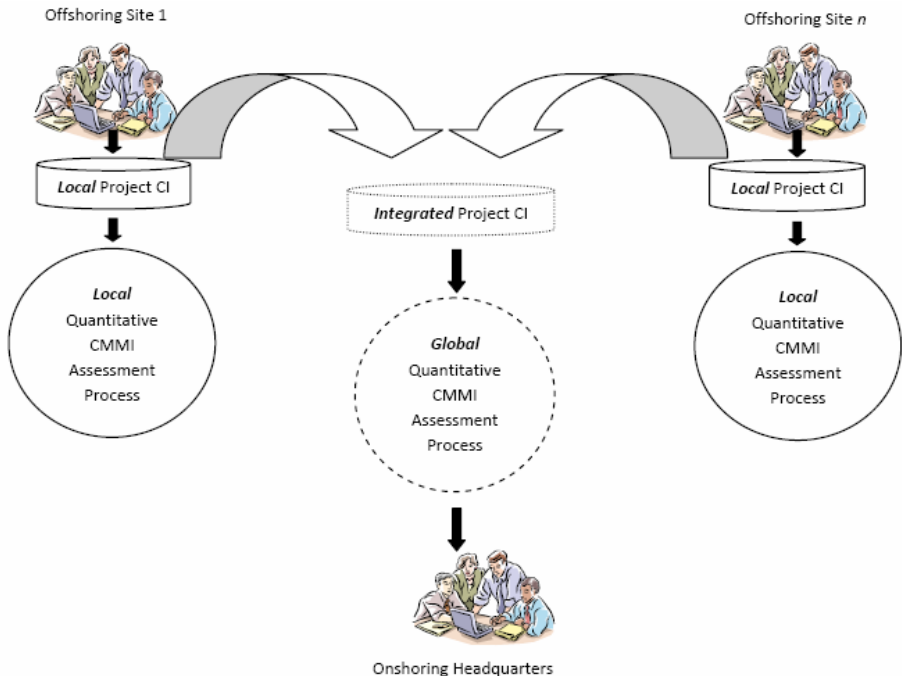 Offshoring Site 1
Offshoring Site n
Local Project CI
Integrated Project CI
Local Project CI
Local
Quantitative
CMMI
Assessment
Process
Global
Quantitative
CMMI
Assessment
Process
Local
Quantitative
CMMI
Assessment
Process
Onshoring Headquarters